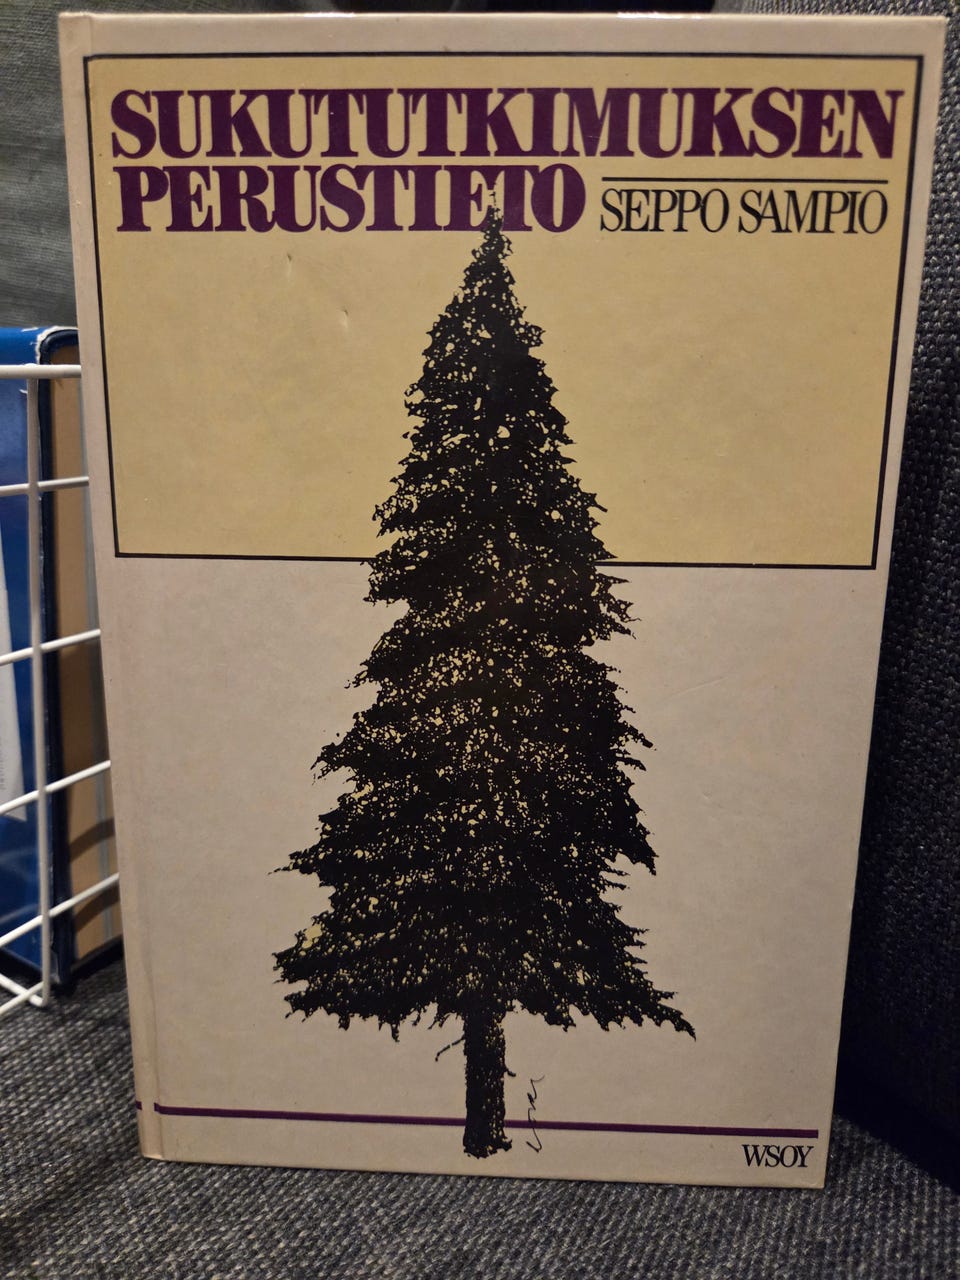 SUKUTUTKIMUKSEN
PERUSTIETO
SEPPO SAMPIO
WSOY